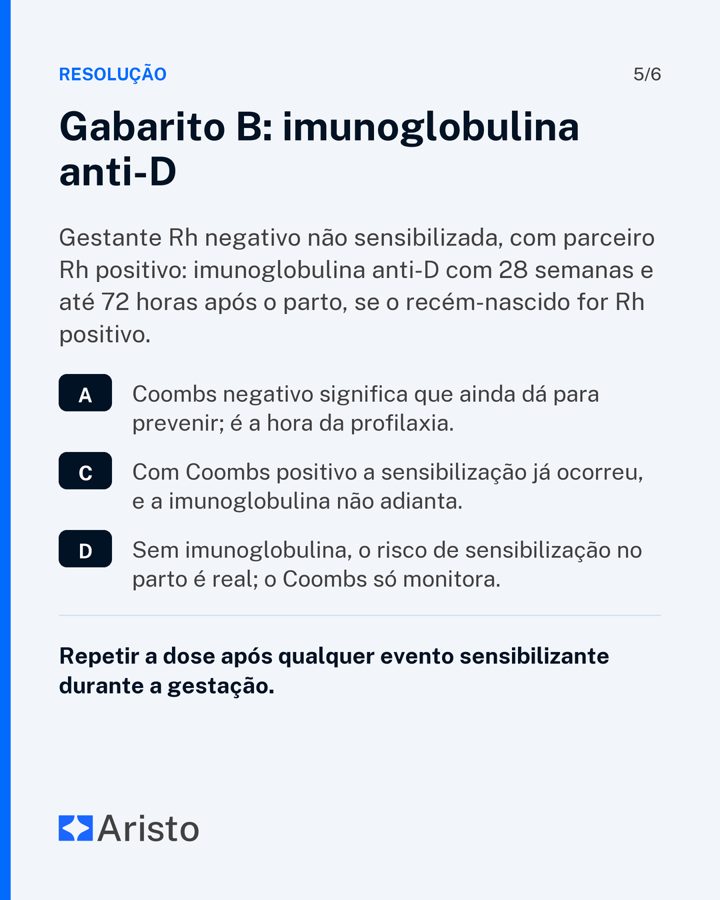 RESOLUÇÃO
5/6
Gabarito B: imunoglobulina
anti-D
Gestante Rh negativo não sensibilizada, com parceiro
Rh positivo: imunoglobulina anti-D com 28 semanas e
até 72 horas após o parto, se o recém-nascido for Rh
positivo.
A
Coombs negativo significa que ainda dá para
prevenir; é a hora da profilaxia.
C
Com Coombs positivo a sensibilização já ocorreu,
e a imunoglobulina não adianta.
D
Sem imunoglobulina, o risco de sensibilização no
parto é real; o Coombs só monitora.
Repetir a dose após qualquer evento sensibilizante
durante a gestação.
Aristo